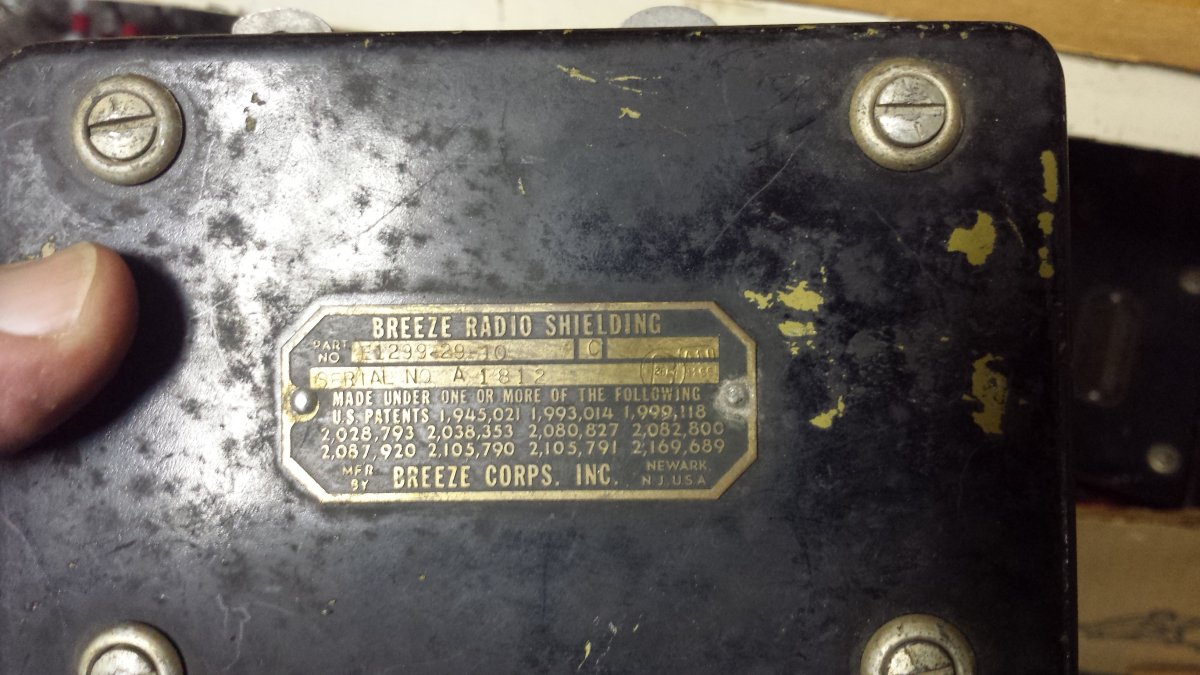 BREEZE RADIO SHIELDING
PART NO E1299-29-10 C
SERIAL NO A-1812
MADE UNDER ONE OR MORE OF THE FOLLOWING
U.S. PATENTS 1,945,021 1,993,014 1,999,118
2,028,793 2,038,353 2,080,827 2,082,800
2,087,920 2,105,790 2,105,791 2,169,689
MFR BY BREEZE CORPS. INC. NEWARK, N.J. U.S.A